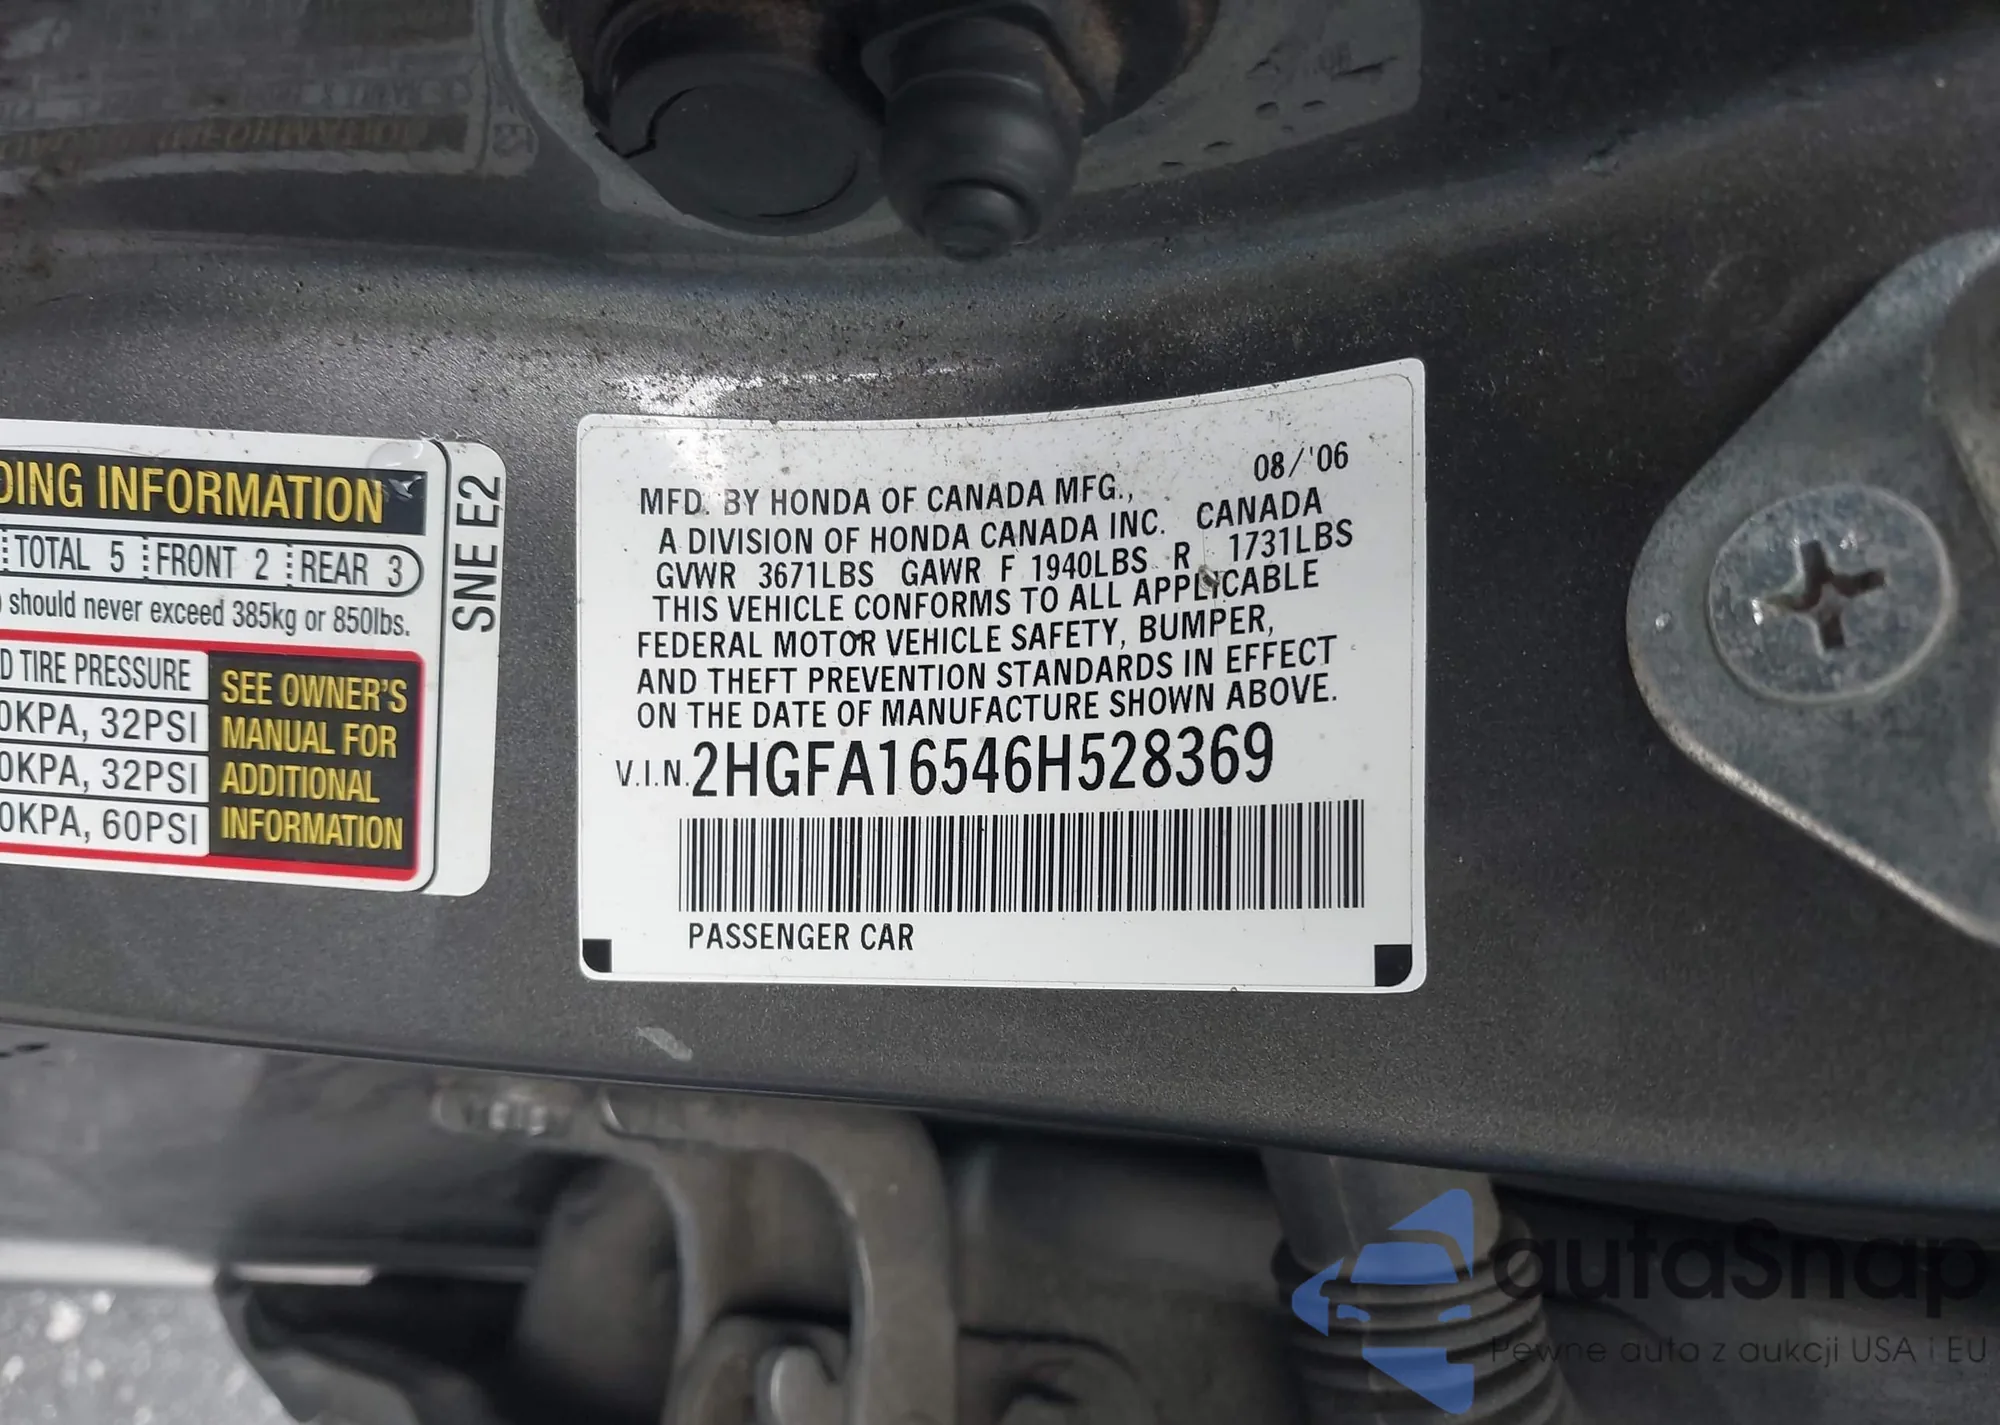 DING INFORMATION
TOTAL 5 FRONT 2 REAR 3
should never exceed 385kg or 850lbs.
D TIRE PRESSURE
0KPA, 32PSI
0KPA, 32PSI
0KPA, 60PSI
SEE OWNER'S
MANUAL FOR
ADDITIONAL
INFORMATION
SNE E2
08/'06
MFD. BY HONDA OF CANADA MFG.,
A DIVISION OF HONDA CANADA INC. CANADA
GVWR 3671LBS GAWR F 1940LBS R 1731LBS
THIS VEHICLE CONFORMS TO ALL APPLICABLE
FEDERAL MOTOR VEHICLE SAFETY, BUMPER,
AND THEFT PREVENTION STANDARDS IN EFFECT
ON THE DATE OF MANUFACTURE SHOWN ABOVE.
V.I.N. 2HGFA16546H528369
PASSENGER CAR
autaSnap
Pewne auta z aukcji USA i EU